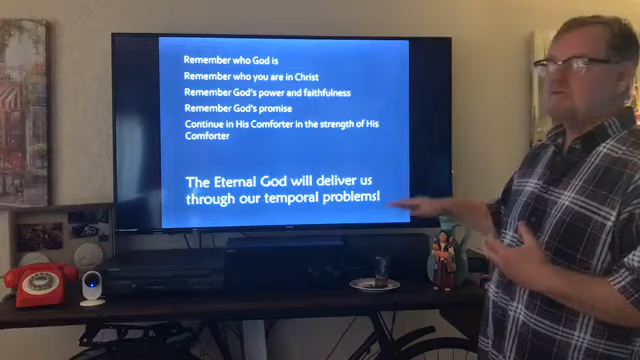 Remember who God is
Remember who you are in Christ
Remember God's power and faithfulness
Remember God's promise
Continue in His Comforter in the strength of His
Comforter
The Eternal God will deliver us
through our temporal problems!